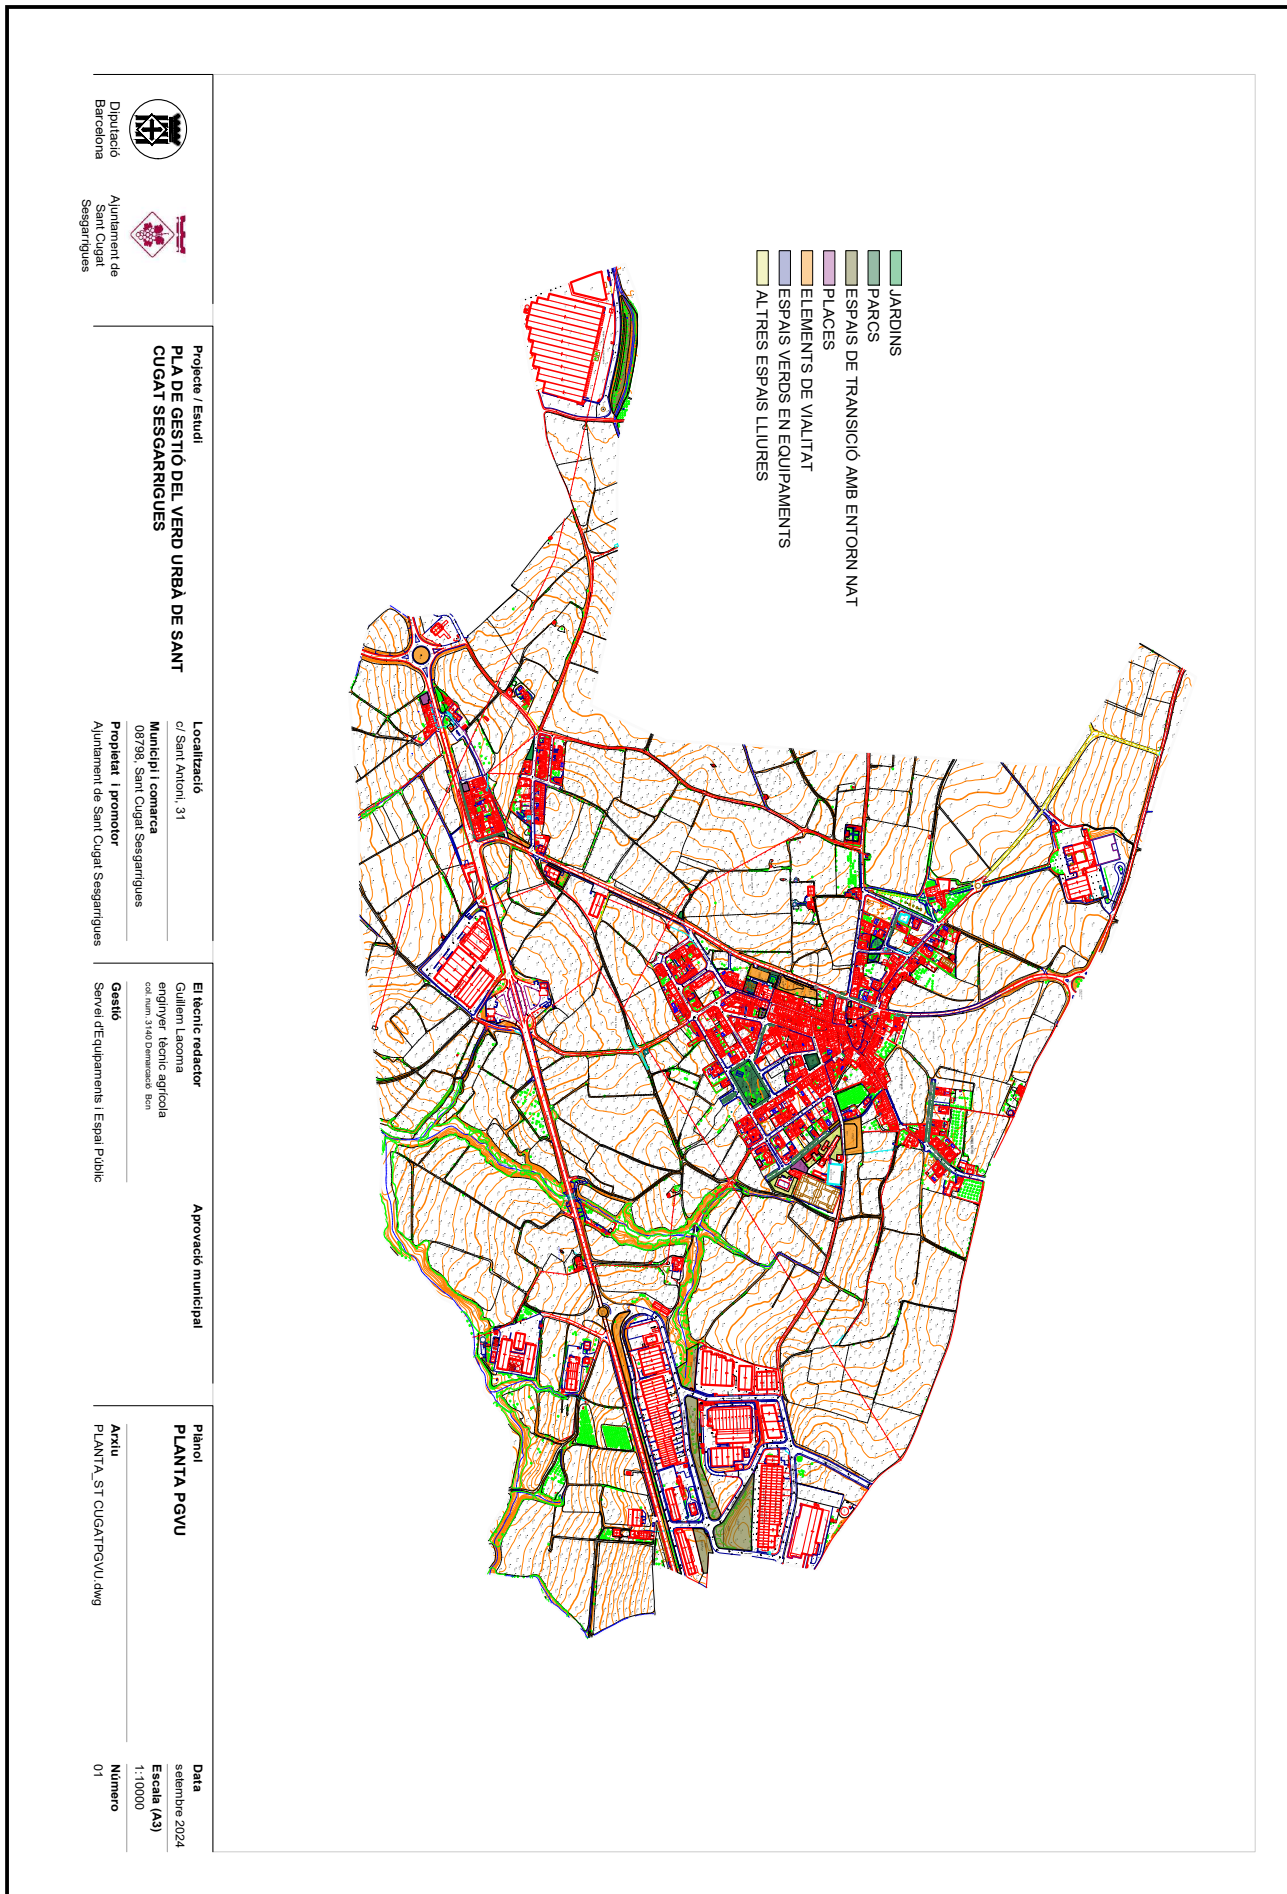 JARDINS
PARCS
ESPAIS DE TRANSICIÓ AMB ENTORN NAT
PLACES
ELEMENTS DE VIALITAT
ESPAIS VERDS EN EQUIPAMENTS
ALTRES ESPAIS LLIURES
Diputació
Barcelona
Ajuntament de
Sant Cugat
Sesgarrigues
Projecte / Estudi
PLA DE GESTIÓ DEL VERD URBÀ DE SANT
CUGAT SESGARRIGUES
Localització
c/ Sant Antoni, 31
Municipi i comarca
08798, Sant Cugat Sesgarrigues
Propietat i promotor
Ajuntament de Sant Cugat Sesgarrigues
El tècnic redactor
Guillem Lacoma
enginyer tècnic agrícola
col.num. 3140 Demarcació Bcn
Gestió
Servei d'Equipaments i Espai Públic
Aprovació municipal
Plànol
PLANTA PGVU
Arxiu
PLANTA_ST CUGATPGVU.dwg
Data
setembre 2024
Escala (A3)
1:10000
Número
01